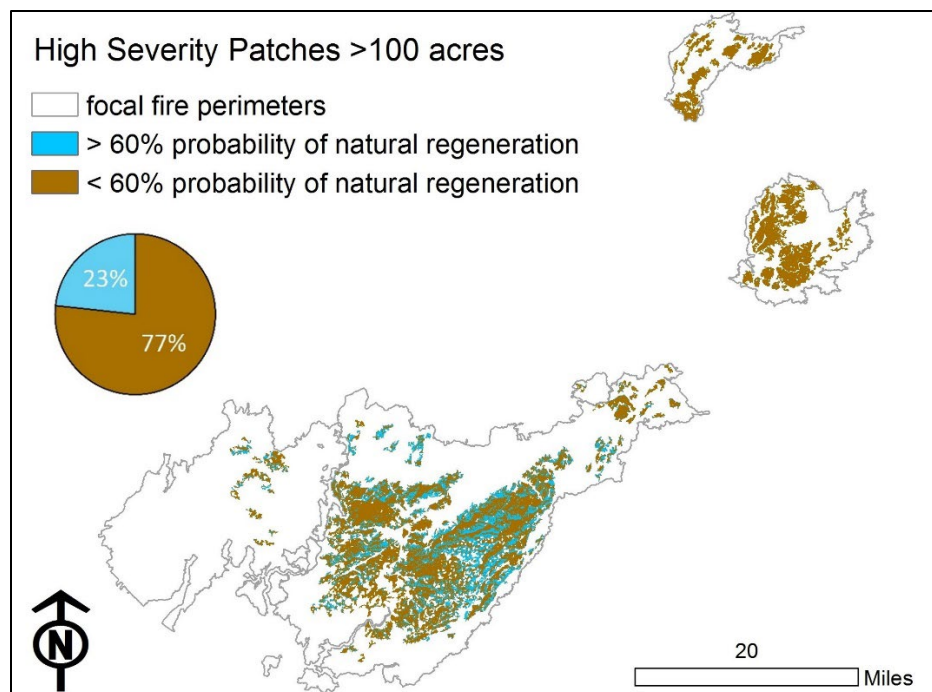 High Severity Patches >100 acres
focal fire perimeters
> 60% probability of natural regeneration
< 60% probability of natural regeneration
23%
77%
N
20
Miles